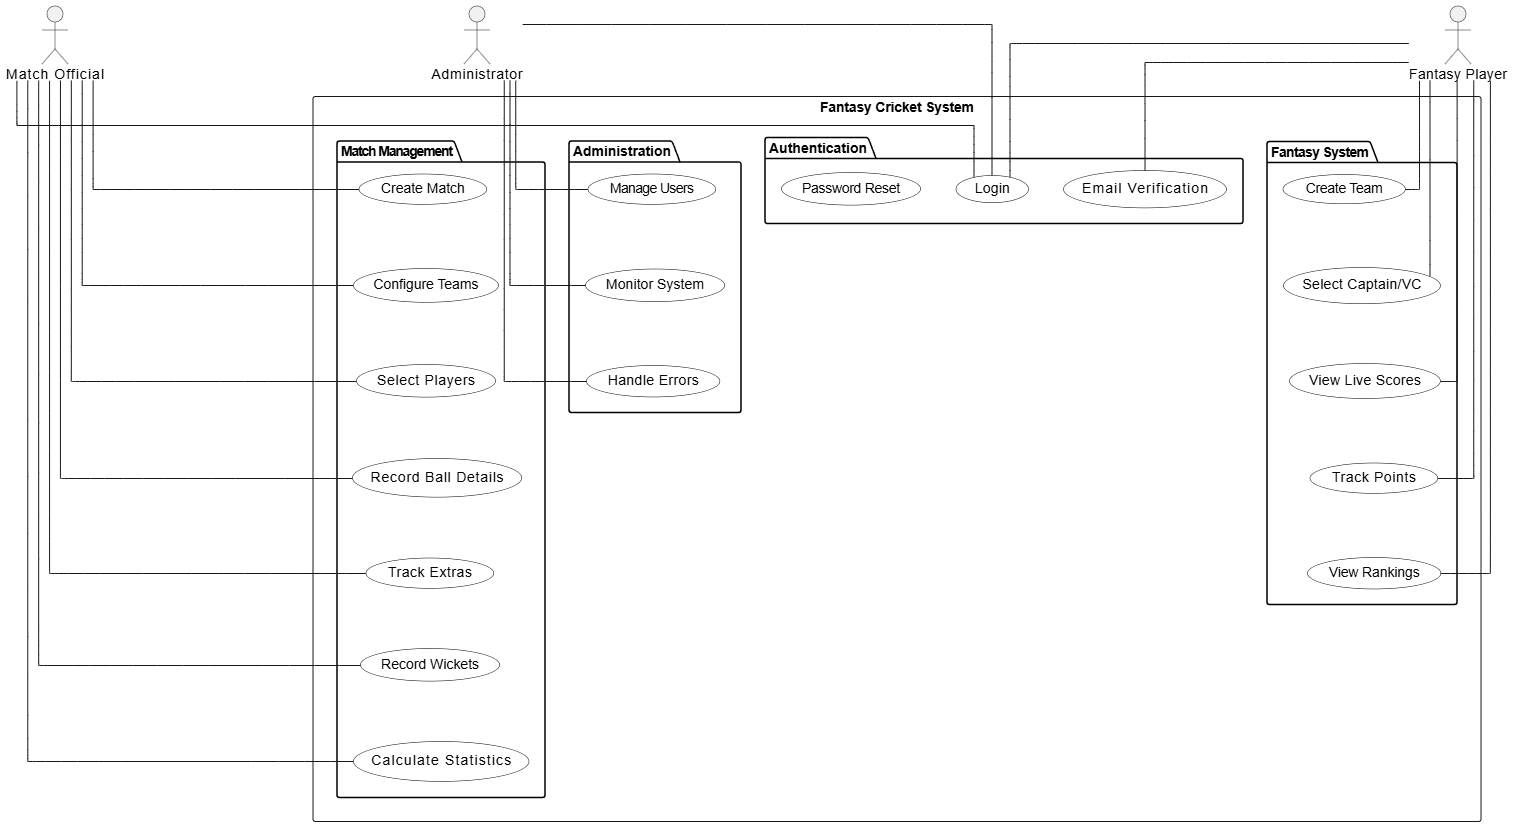 Match Official
Administrator
Fantasy Player
Fantasy Cricket System
Match Management
Create Match
Configure Teams
Select Players
Record Ball Details
Track Extras
Record Wickets
Calculate Statistics
Administration
Manage Users
Monitor System
Handle Errors
Authentication
Password Reset
Login
Email Verification
Fantasy System
Create Team
Select Captain/VC
View Live Scores
Track Points
View Rankings